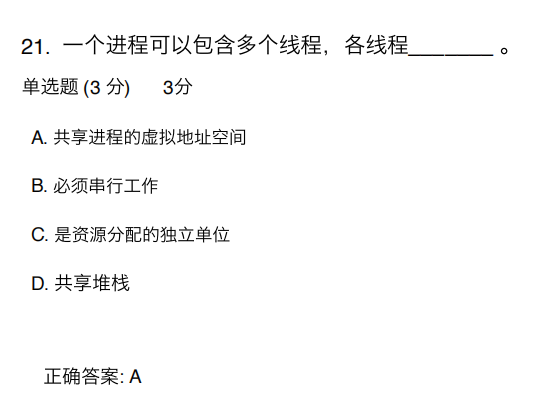 21. 一个进程可以包含多个线程，各线程_______ 。
单选题 (3 分) 3分
A. 共享进程的虚拟地址空间
B. 必须串行工作
C. 是资源分配的独立单位
D. 共享堆栈
正确答案: A